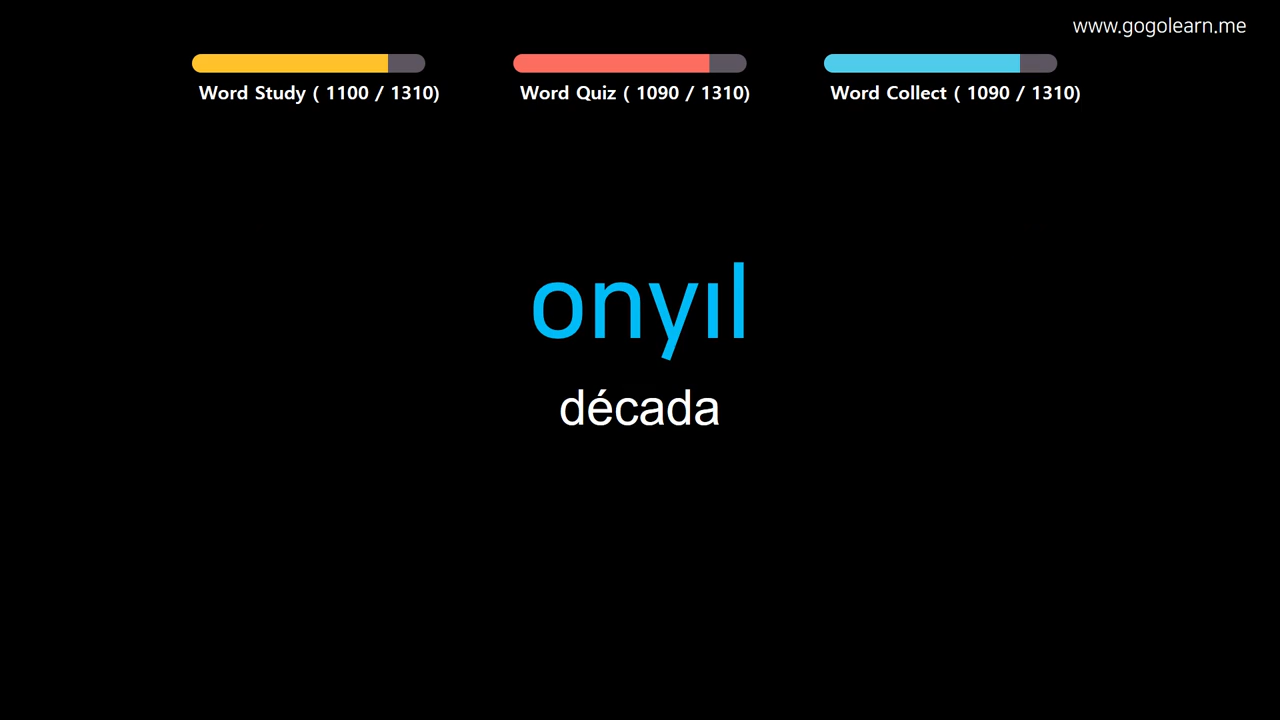 www.gogolearn.me
Word Study ( 1100 / 1310)
Word Quiz ( 1090 / 1310)
Word Collect ( 1090 / 1310)
onyıl
década